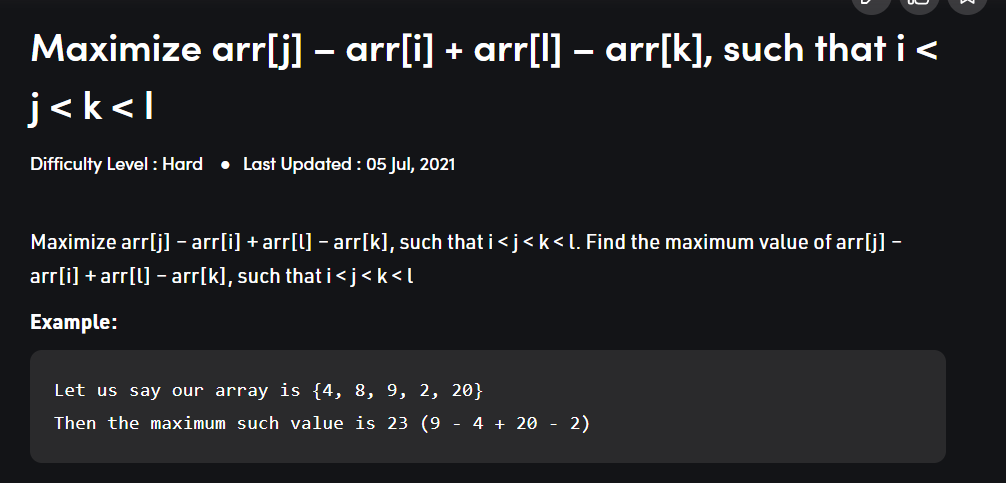 Maximize arr[j] – arr[i] + arr[l] – arr[k], such that i <
j < k < l
Difficulty Level : Hard ● Last Updated : 05 Jul, 2021
Maximize arr[j] – arr[i] + arr[l] – arr[k], such that i < j < k < l. Find the maximum value of arr[j] –
arr[i] + arr[l] – arr[k], such that i < j < k < l
Example:
Let us say our array is {4, 8, 9, 2, 20}
Then the maximum such value is 23 (9 - 4 + 20 - 2)